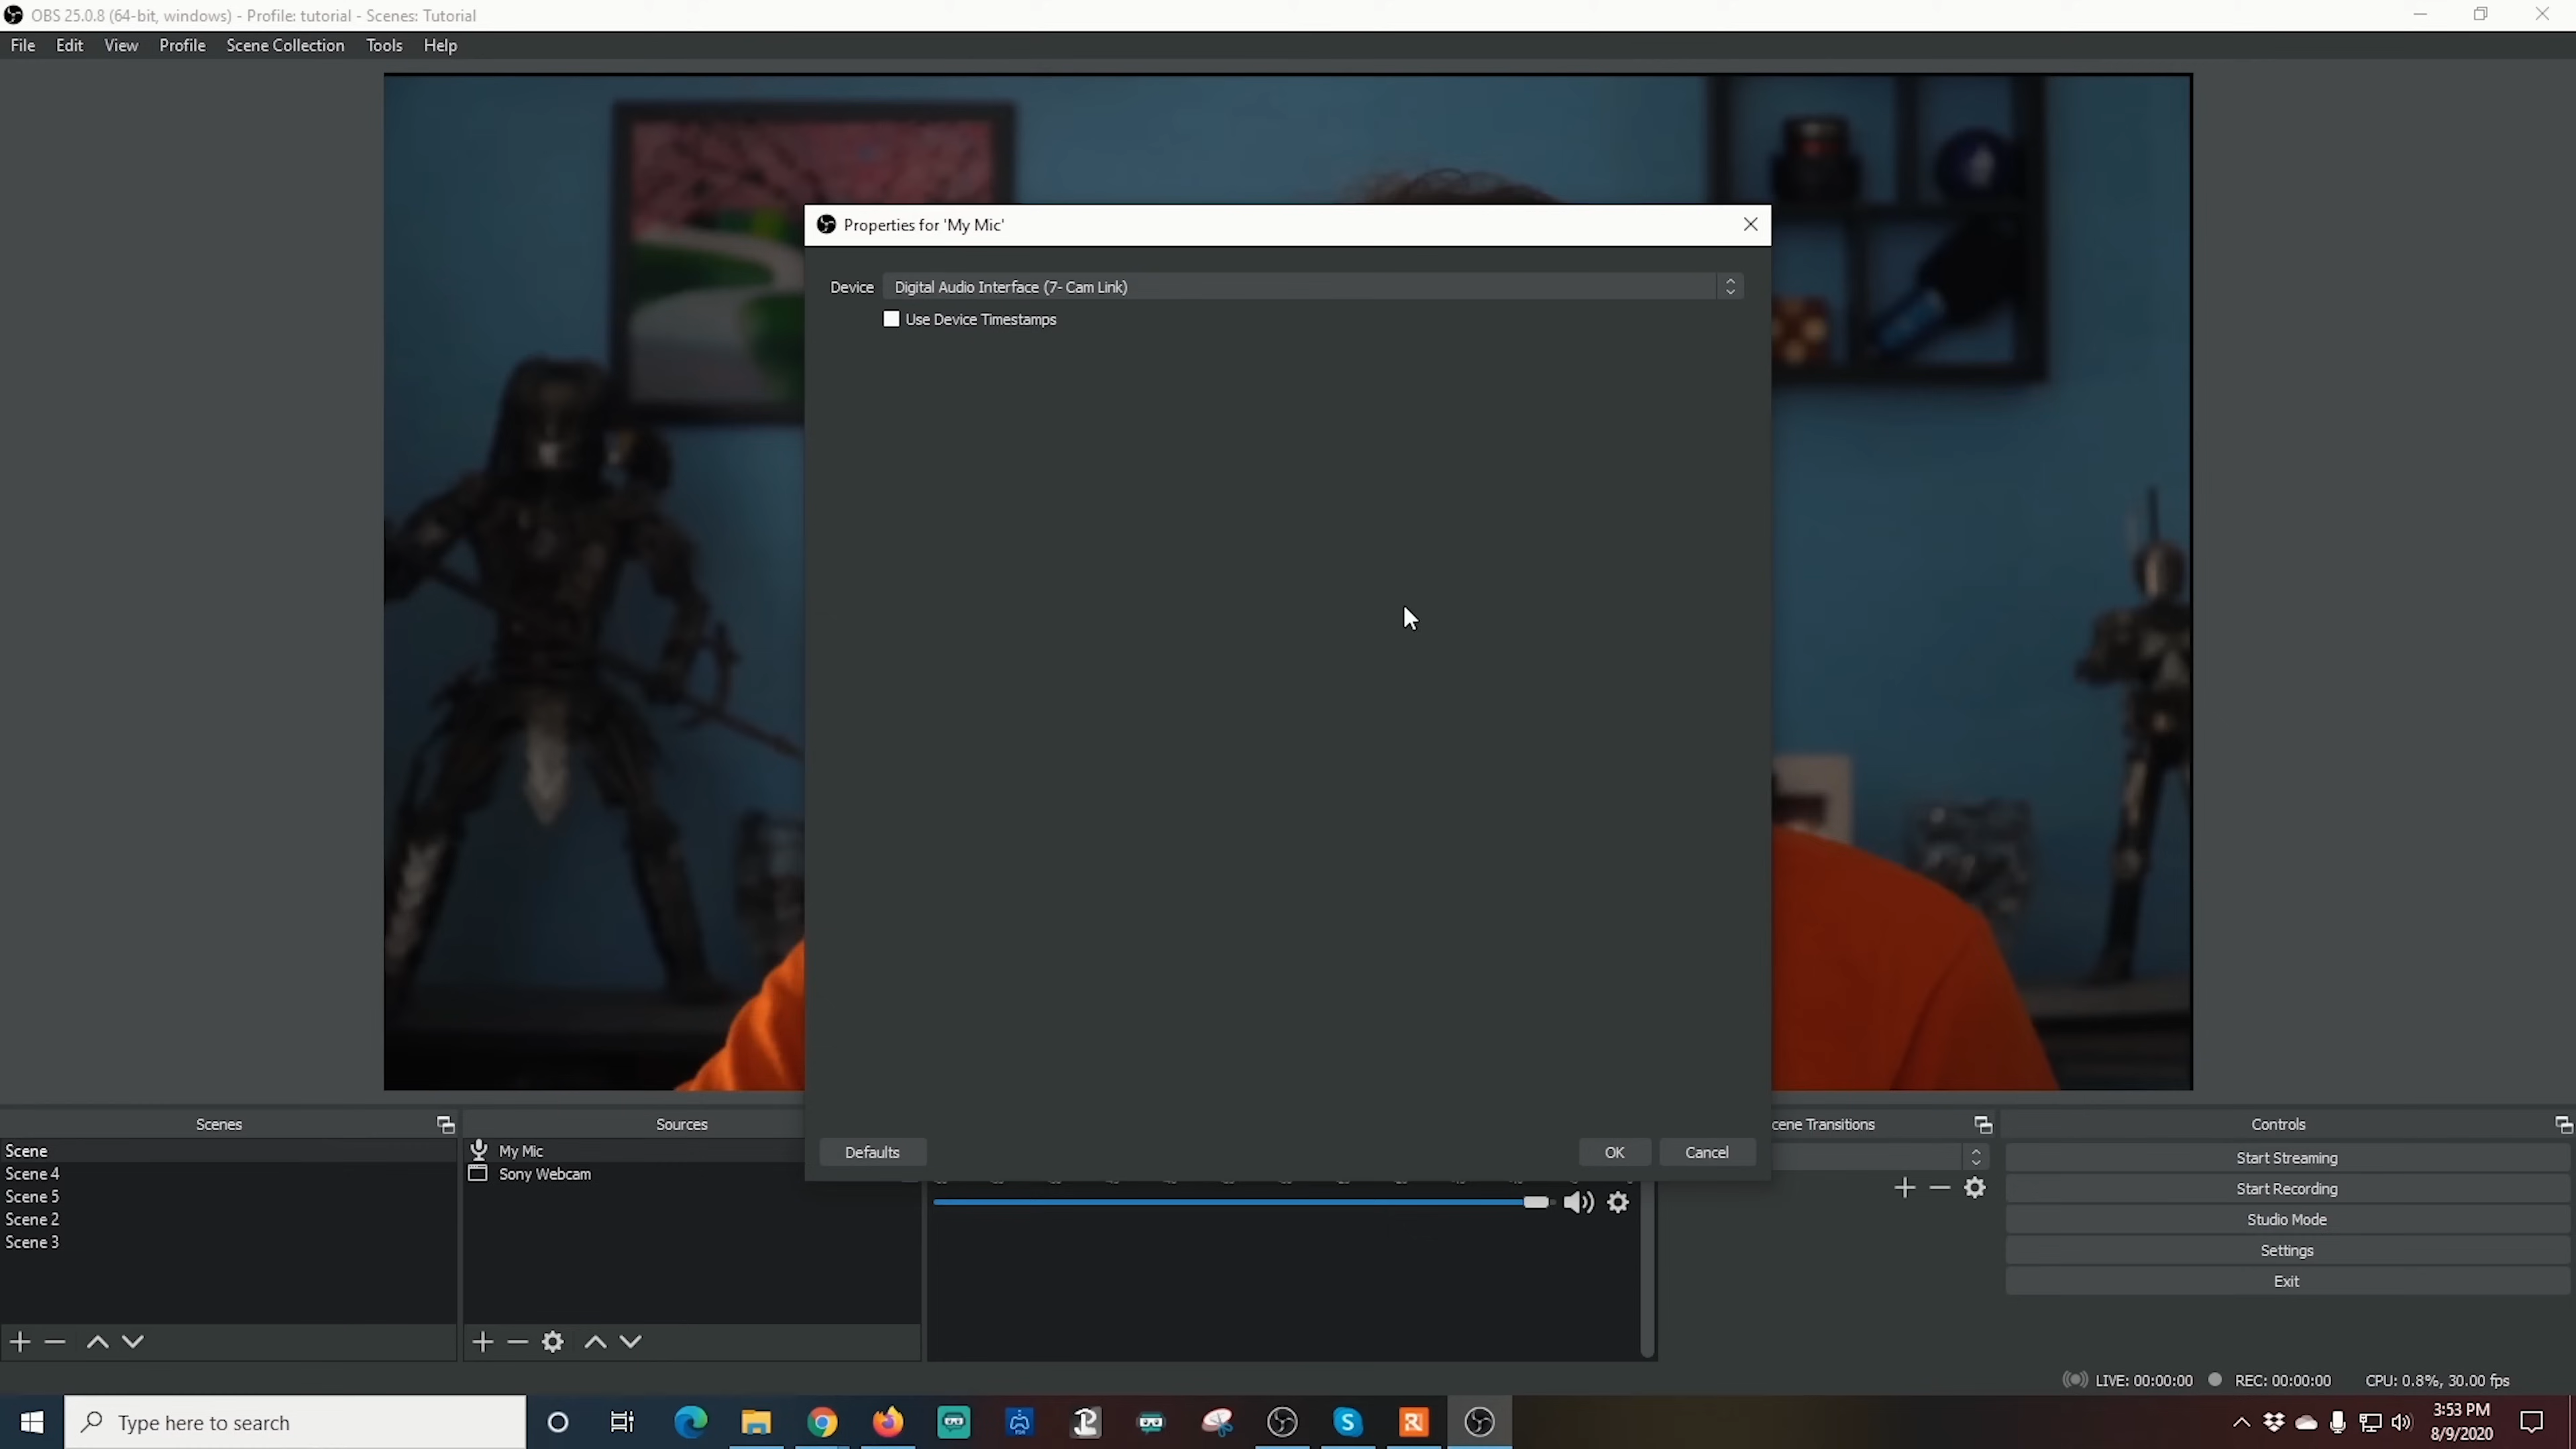 OBS 25.0.8 (64-bit, windows) - Profile: tutorial - Scenes: Tutorial
File Edit View Profile Scene Collection Tools Help
Properties for 'My Mic'
Device Digital Audio Interface (7- Cam Link)
Use Device Timestamps
Defaults OK Cancel
Scenes
Scene
Scene 4
Scene 5
Scene 2
Scene 3
Sources
My Mic
Sony Webcam
cene Transitions
Controls
Start Streaming
Start Recording
Studio Mode
Settings
Exit
LIVE: 00:00:00 REC: 00:00:00 CPU: 0.8%, 30.00 fps
Type here to search
3:53 PM
8/9/2020